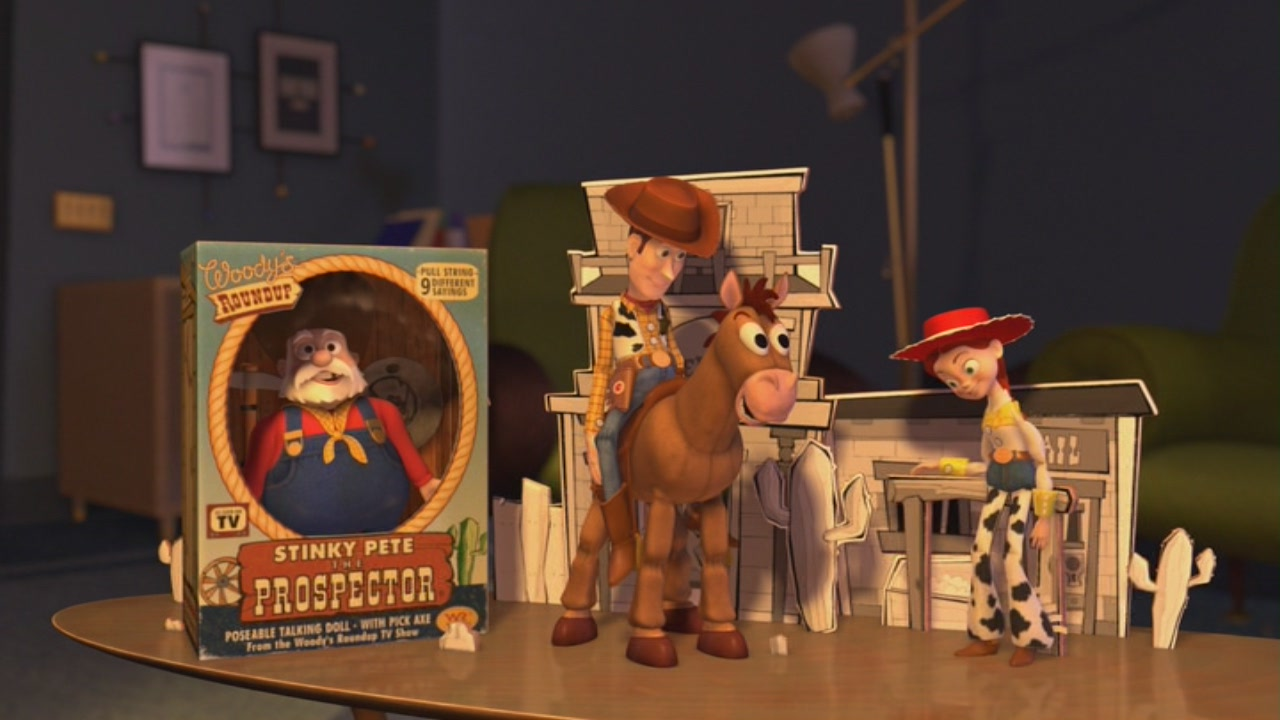 Woody's
ROUNDUP
PULL STRING
9 DIFFERENT
SAYINGS
TV
STINKY PETE
THE
PROSPECTOR
POSEABLE TALKING DOLL - WITH PICK AXE
From the Woody's Roundup TV Show